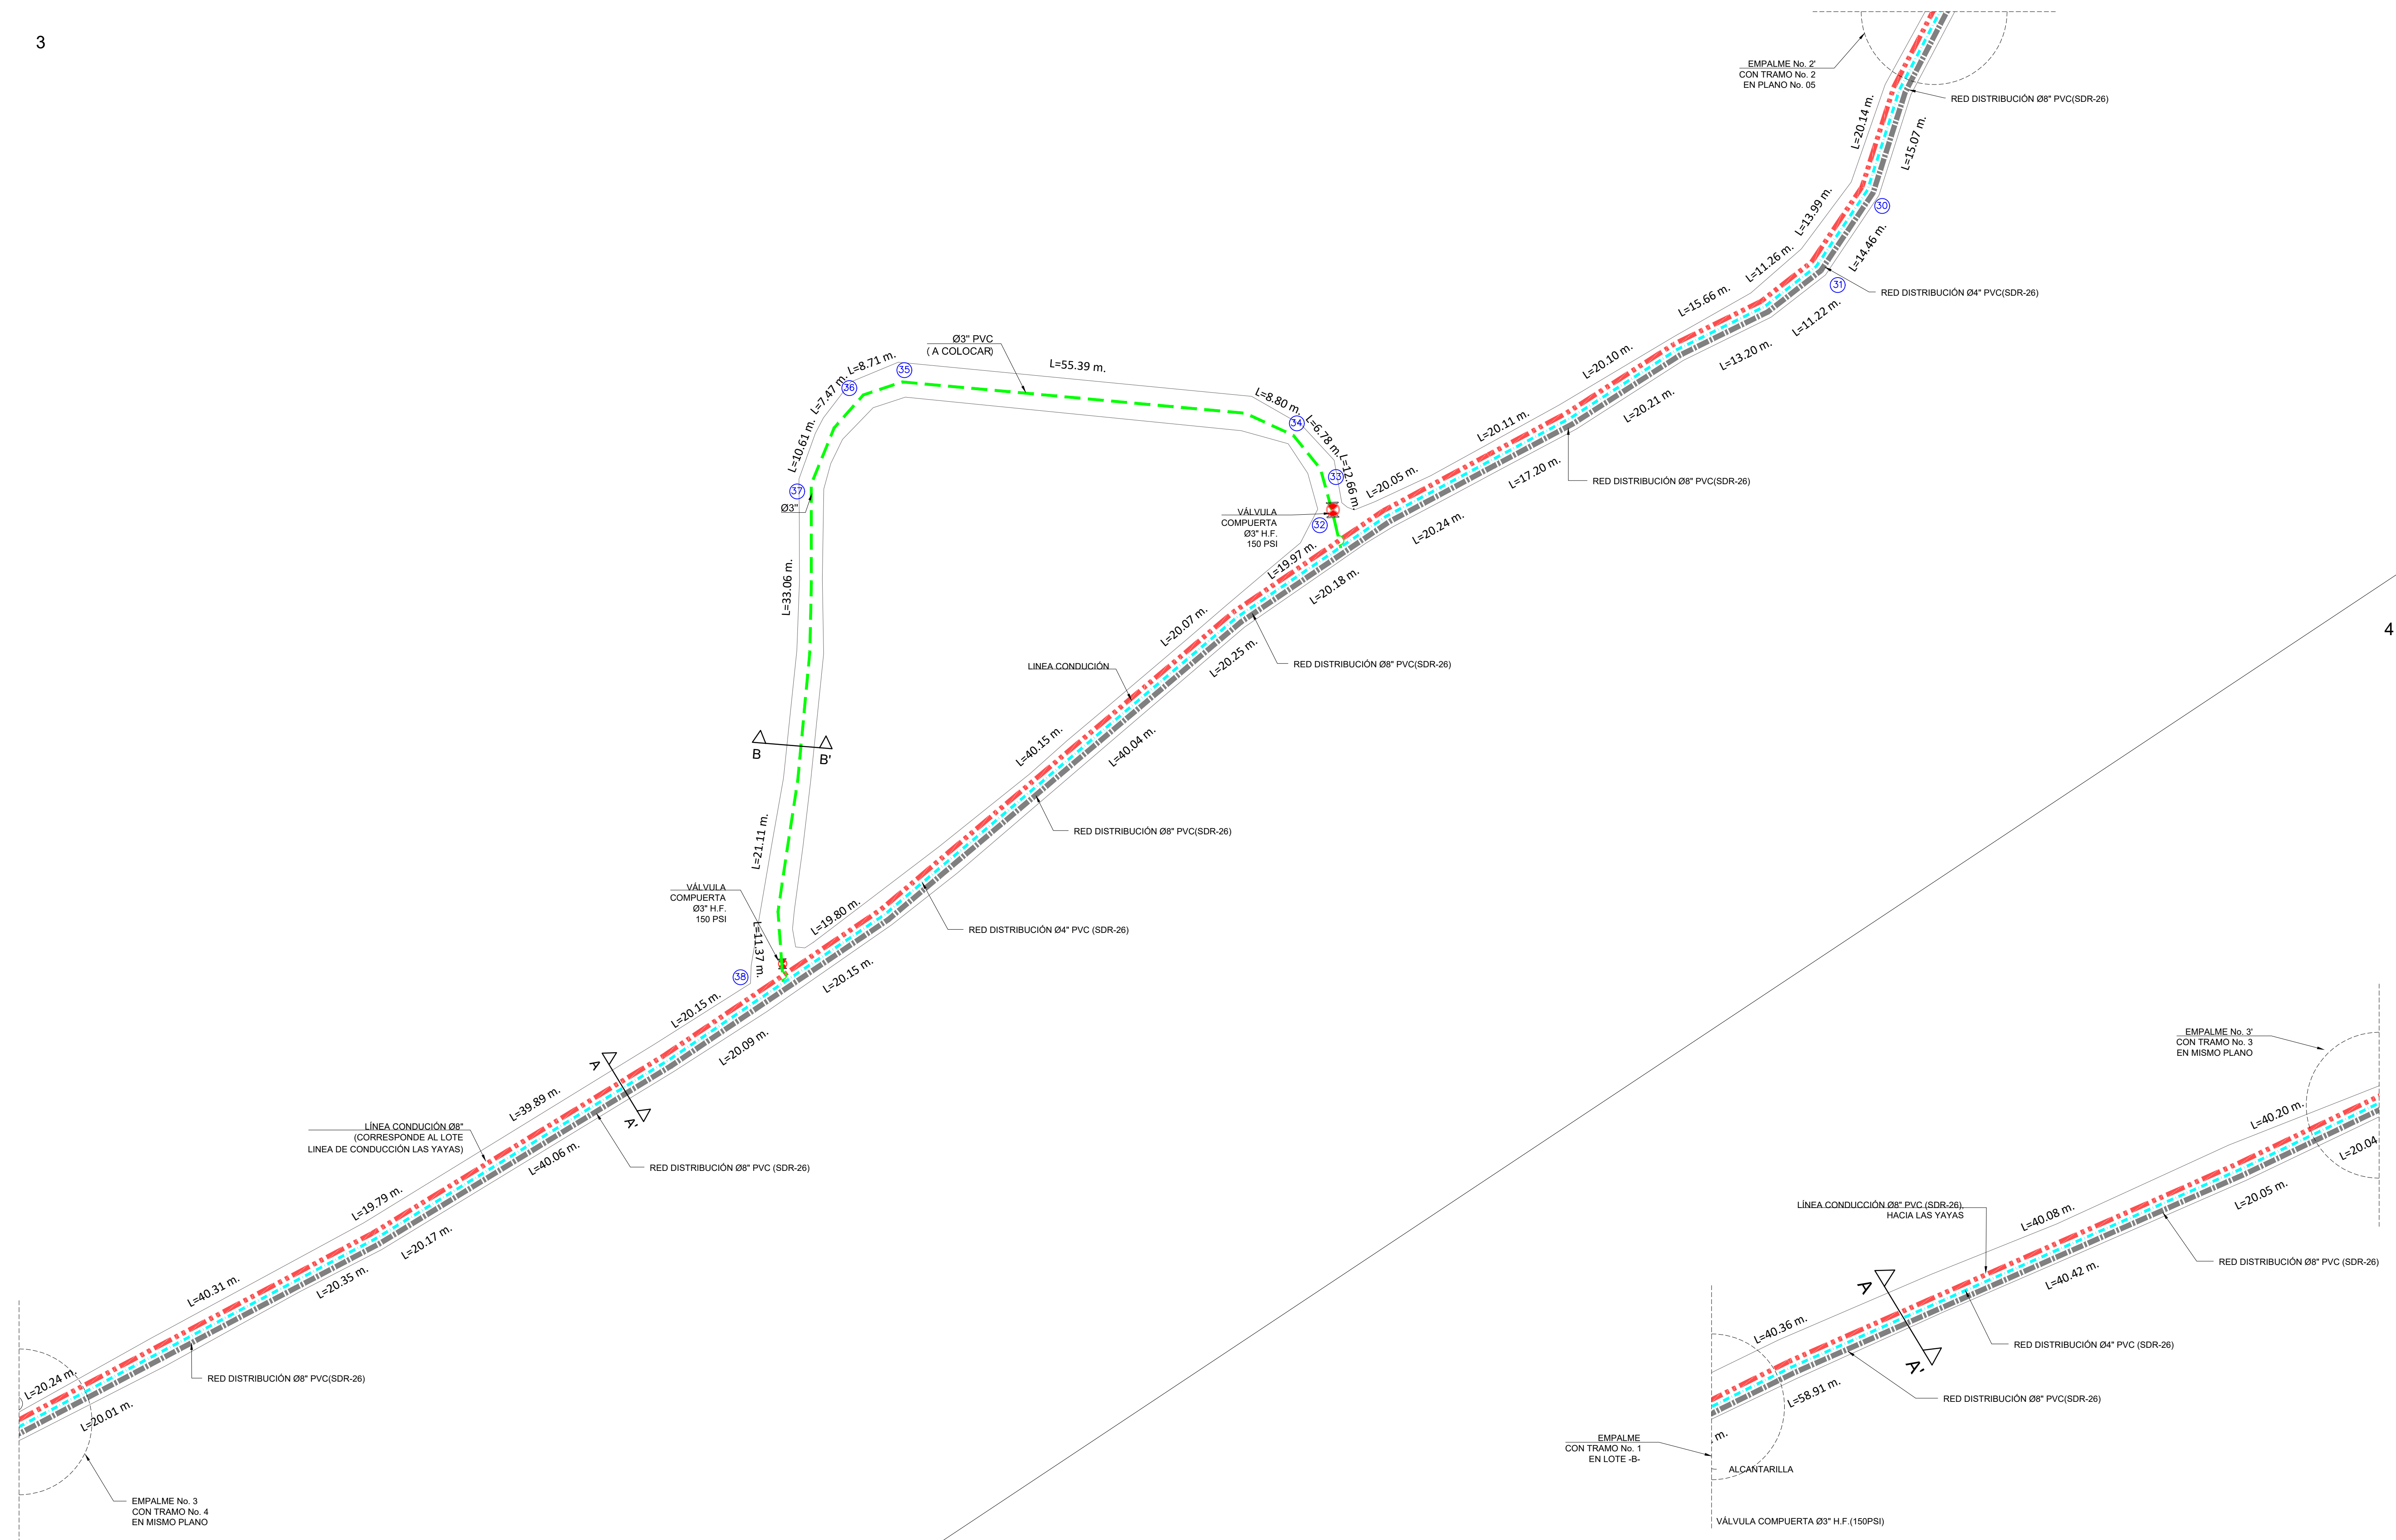 3
EMPALME No. 2'
CON TRAMO No. 2
EN PLANO No. 05
RED DISTRIBUCIÓN Ø8" PVC(SDR-26)
L=20.14 m.
L=15.07 m.
30
L=13.99 m.
L=14.46 m.
L=11.26 m.
31
RED DISTRIBUCIÓN Ø4" PVC(SDR-26)
L=15.66 m.
L=11.22 m.
L=20.10 m.
L=13.20 m.
L=20.11 m.
L=20.21 m.
L=20.05 m.
L=17.20 m.
RED DISTRIBUCIÓN Ø8" PVC(SDR-26)
L=20.24 m.
Ø3" PVC
( A COLOCAR)
L=55.39 m.
L=8.71 m.
35
36
L=7.47 m.
L=8.80 m.
34
L=6.78 m.
L=10.61 m.
L=12.66 m.
33
37
Ø3"
VÁLVULA
COMPUERTA
Ø3" H.F.
150 PSI
32
L=19.97 m.
L=20.18 m.
L=33.06 m.
L=20.07 m.
L=20.25 m.
RED DISTRIBUCIÓN Ø8" PVC(SDR-26)
LINEA CONDUCIÓN
4
L=40.15 m.
L=40.04 m.
B
B'
RED DISTRIBUCIÓN Ø8" PVC(SDR-26)
L=21.11 m.
VÁLVULA
COMPUERTA
Ø3" H.F.
150 PSI
L=19.80 m.
L=11.37 m.
RED DISTRIBUCIÓN Ø4" PVC (SDR-26)
38
L=20.15 m.
L=20.15 m.
L=20.09 m.
A
A'
L=39.89 m.
LÍNEA CONDUCIÓN Ø8"
(CORRESPONDE AL LOTE
LINEA DE CONDUCCIÓN LAS YAYAS)
L=40.06 m.
RED DISTRIBUCIÓN Ø8" PVC (SDR-26)
L=19.79 m.
L=20.17 m.
L=40.31 m.
L=20.35 m.
RED DISTRIBUCIÓN Ø8" PVC(SDR-26)
L=20.24 m.
L=20.01 m.
EMPALME No. 3
CON TRAMO No. 4
EN MISMO PLANO
EMPALME No. 3'
CON TRAMO No. 3
EN MISMO PLANO
L=40.20 m.
L=20.04
L=20.05 m.
LÍNEA CONDUCCIÓN Ø8" PVC (SDR-26),
HACIA LAS YAYAS
L=40.08 m.
RED DISTRIBUCIÓN Ø8" PVC (SDR-26)
L=40.42 m.
A
A'
L=40.36 m.
RED DISTRIBUCIÓN Ø4" PVC (SDR-26)
L=58.91 m.
RED DISTRIBUCIÓN Ø8" PVC(SDR-26)
m.
EMPALME
CON TRAMO No. 1
EN LOTE -B-
ALCANTARILLA
VÁLVULA COMPUERTA Ø3" H.F.(150PSI)